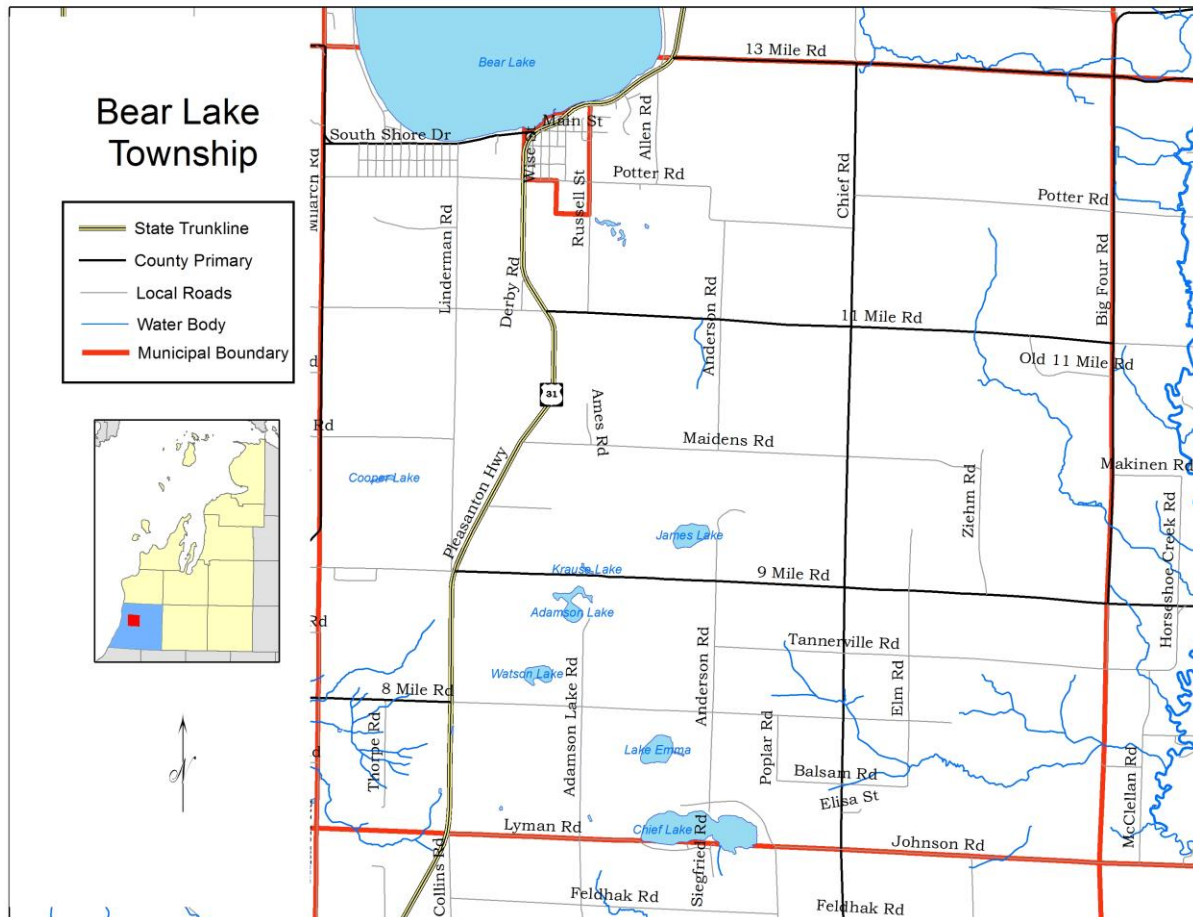 Bear Lake
Township
State Trunkline
County Primary
Local Roads
Water Body
Municipal Boundary
Bear Lake
13 Mile Rd
South Shore Dr
Main St
Wise St
Allen Rd
Potter Rd
Russell St
Chief Rd
Potter Rd
Milarch Rd
Linderman Rd
Derby Rd
Anderson Rd
11 Mile Rd
Big Four Rd
Old 11 Mile Rd
31
Ames Rd
Rd
Maidens Rd
Makinen Rd
Cooper Lake
Pleasanton Hwy
Ziehm Rd
Horseshoe Creek Rd
James Lake
Krause Lake
9 Mile Rd
Adamson Lake
Rd
Tannerville Rd
Watson Lake
Anderson Rd
Elm Rd
8 Mile Rd
Adamson Lake Rd
Thorpe Rd
Lake Emma
Poplar Rd
Balsam Rd
Elisa St
McClellan Rd
Chief Lake
Lyman Rd
Siegfried Rd
Johnson Rd
Collins Rd
Feldhak Rd
Feldhak Rd
N